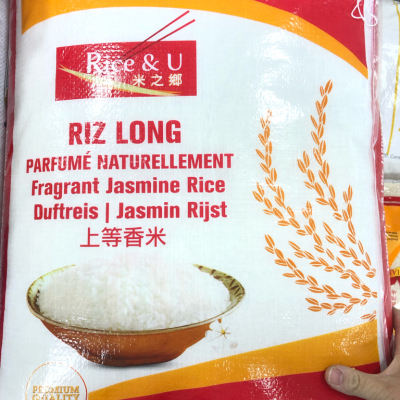 Rice & U
米之鄉
RIZ LONG
PARFUMÉ NATURELLEMENT
Fragrant Jasmine Rice
Duftreis | Jasmin Rijst
上等香米
PREMIUM
QUALITY